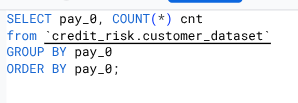 SELECT pay_0, COUNT(*) cnt
from `credit_risk.customer_dataset`
GROUP BY pay_0
ORDER BY pay_0;